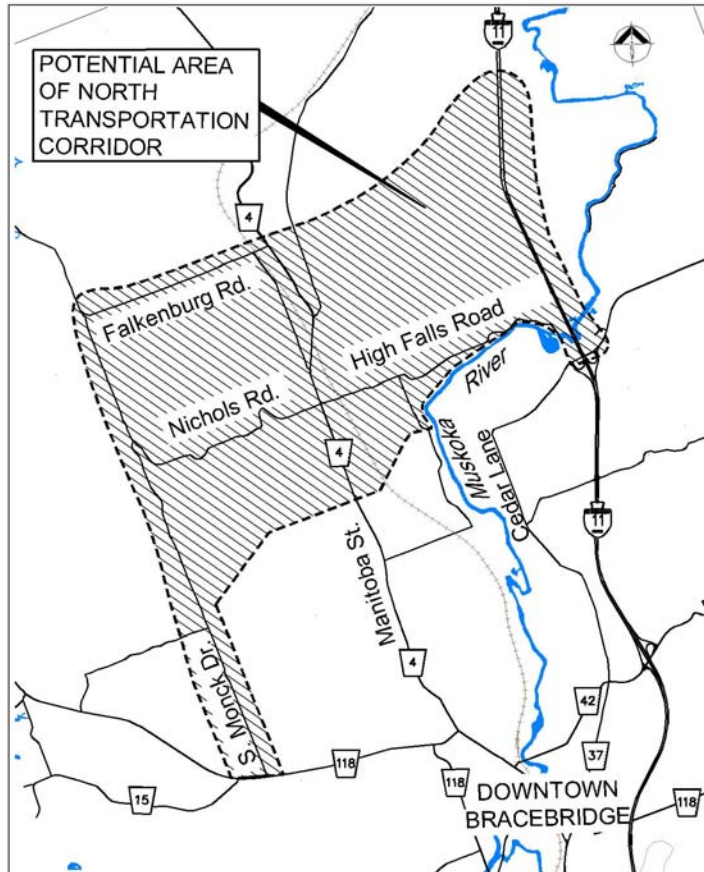 11
POTENTIAL AREA
OF NORTH
TRANSPORTATION
CORRIDOR
4
Falkenburg Rd.
High Falls Road
River
Nichols Rd.
Muskoka
4
Cedar Lane
11
Manitoba St.
S. Monck Dr.
4
42
118
37
15
118
DOWNTOWN
BRACEBRIDGE
118